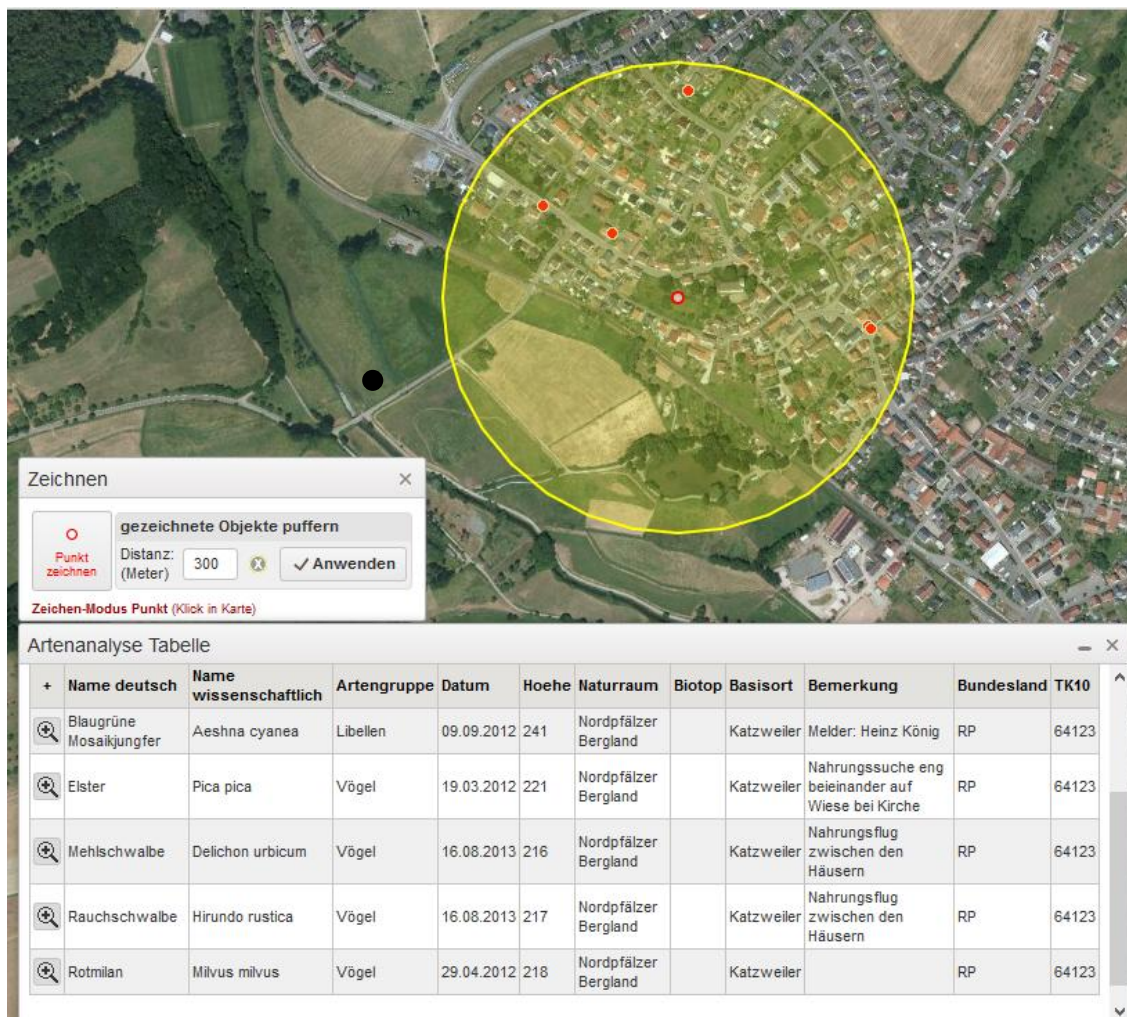 Zeichnen
Punkt
zeichnen
gezeichnete Objekte puffern
Distanz:
(Meter)
300
Anwenden
Zeichen-Modus Punkt (Klick in Karte)
Artenanalyse Tabelle
+ Name deutsch Name wissenschaftlich Artengruppe Datum Hoehe Naturraum Biotop Basisort Bemerkung Bundesland TK10
Blaugrüne Mosaikjungfer Aeshna cyanea Libellen 09.09.2012 241 Nordpfälzer Bergland Katzweiler Melder: Heinz König RP 64123
Elster Pica pica Vögel 19.03.2012 221 Nordpfälzer Bergland Katzweiler Nahrungssuche eng beieinander auf Wiese bei Kirche RP 64123
Mehlschwalbe Delichon urbicum Vögel 16.08.2013 216 Nordpfälzer Bergland Katzweiler Nahrungsflug zwischen den Häusern RP 64123
Rauchschwalbe Hirundo rustica Vögel 16.08.2013 217 Nordpfälzer Bergland Katzweiler Nahrungsflug zwischen den Häusern RP 64123
Rotmilan Milvus milvus Vögel 29.04.2012 218 Nordpfälzer Bergland Katzweiler RP 64123